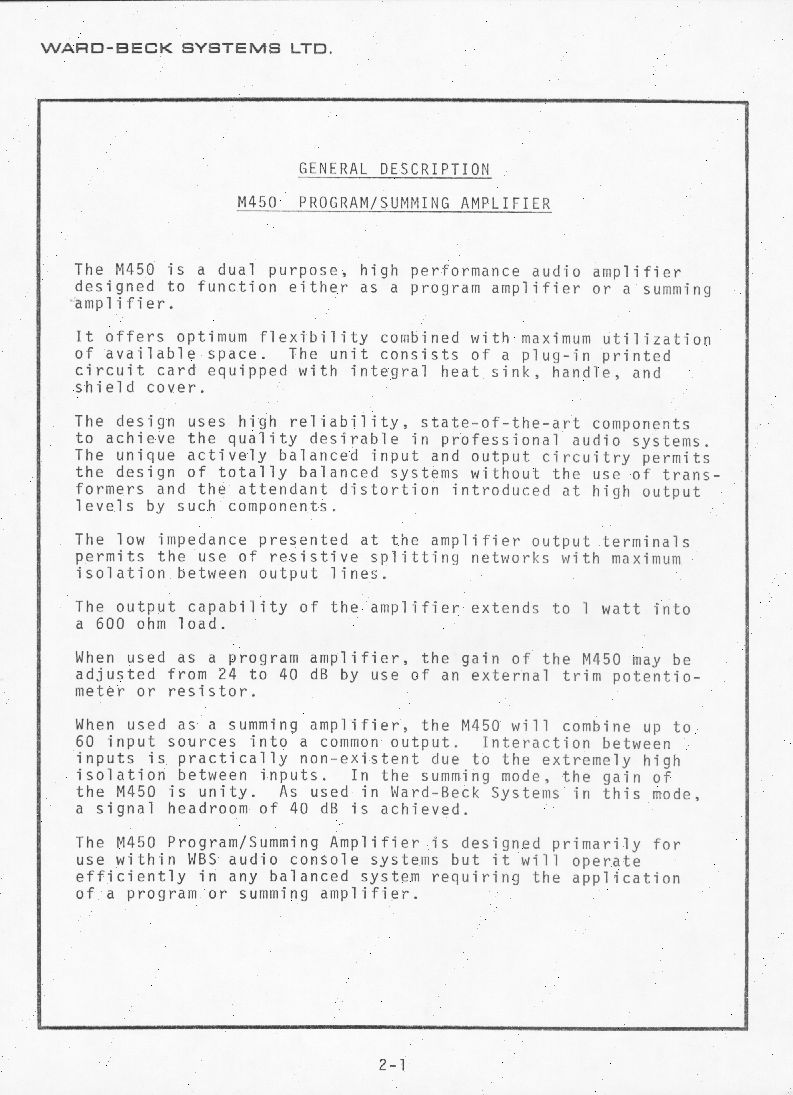 WARD-BECK SYSTEMS LTD.
GENERAL DESCRIPTION
M450 PROGRAM/SUMMING AMPLIFIER
The M450 is a dual purpose, high performance audio amplifier
designed to function either as a program amplifier or a summing
amplifier.
It offers optimum flexibility combined with maximum utilization
of available space. The unit consists of a plug-in printed
circuit card equipped with integral heat sink, handle, and
shield cover.
The design uses high reliability, state-of-the-art components
to achieve the quality desirable in professional audio systems.
The unique actively balanced input and output circuitry permits
the design of totally balanced systems without the use of trans-
formers and the attendant distortion introduced at high output
levels by such components.
The low impedance presented at the amplifier output terminals
permits the use of resistive splitting networks with maximum
isolation between output lines.
The output capability of the amplifier extends to 1 watt into
a 600 ohm load.
When used as a program amplifier, the gain of the M450 may be
adjusted from 24 to 40 dB by use of an external trim potentio-
meter or resistor.
When used as a summing amplifier, the M450 will combine up to
60 input sources into a common output. Interaction between
inputs is practically non-existent due to the extremely high
isolation between inputs. In the summing mode, the gain of
the M450 is unity. As used in Ward-Beck Systems in this mode,
a signal headroom of 40 dB is achieved.
The M450 Program/Summing Amplifier is designed primarily for
use within WBS audio console systems but it will operate
efficiently in any balanced system requiring the application
of a program or summing amplifier.
2-1